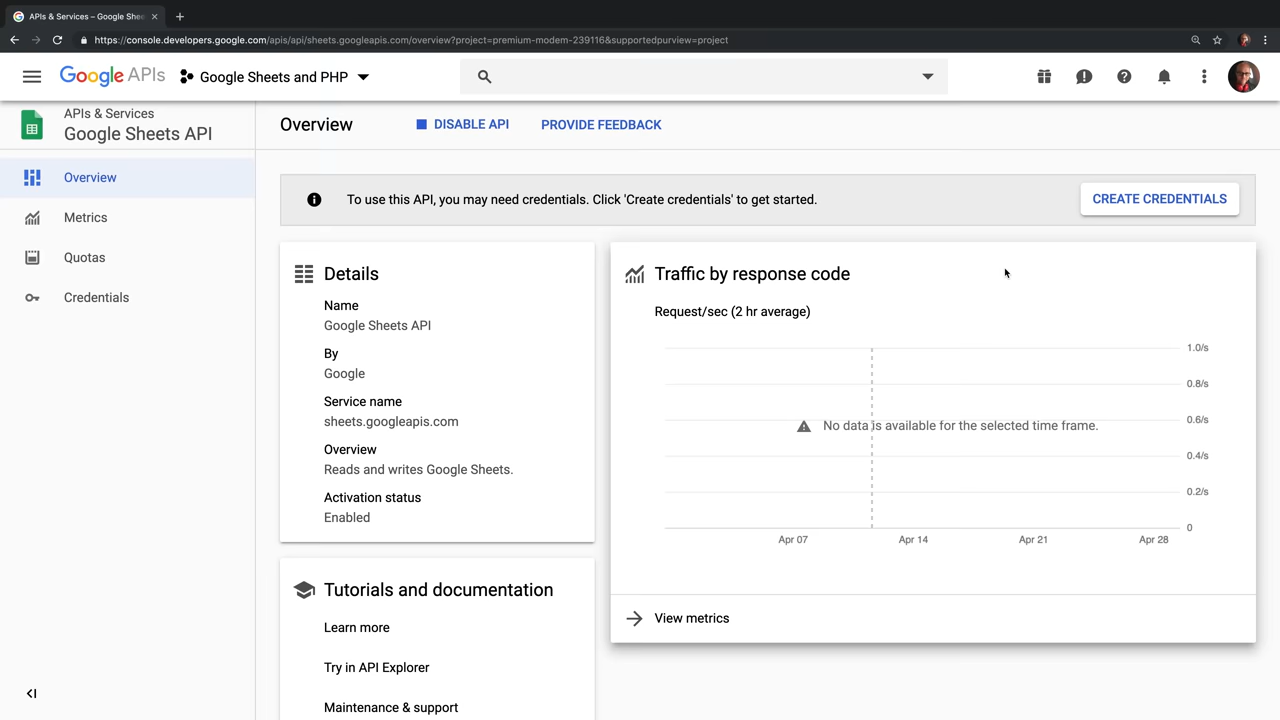 APIs & Services – Google Shee
https://console.developers.google.com/apis/api/sheets.googleapis.com/overview?project=premium-modem-239116&supportedpurview=project
Google APIs
Google Sheets and PHP
APIs & Services
Google Sheets API
Overview
DISABLE API
PROVIDE FEEDBACK
Overview
Metrics
Quotas
Credentials
To use this API, you may need credentials. Click 'Create credentials' to get started.
CREATE CREDENTIALS
Details
Name
Google Sheets API
By
Google
Service name
sheets.googleapis.com
Overview
Reads and writes Google Sheets.
Activation status
Enabled
Traffic by response code
Request/sec (2 hr average)
1.0/s
0.8/s
0.6/s
0.4/s
0.2/s
0
No data is available for the selected time frame.
Apr 07
Apr 14
Apr 21
Apr 28
View metrics
Tutorials and documentation
Learn more
Try in API Explorer
Maintenance & support